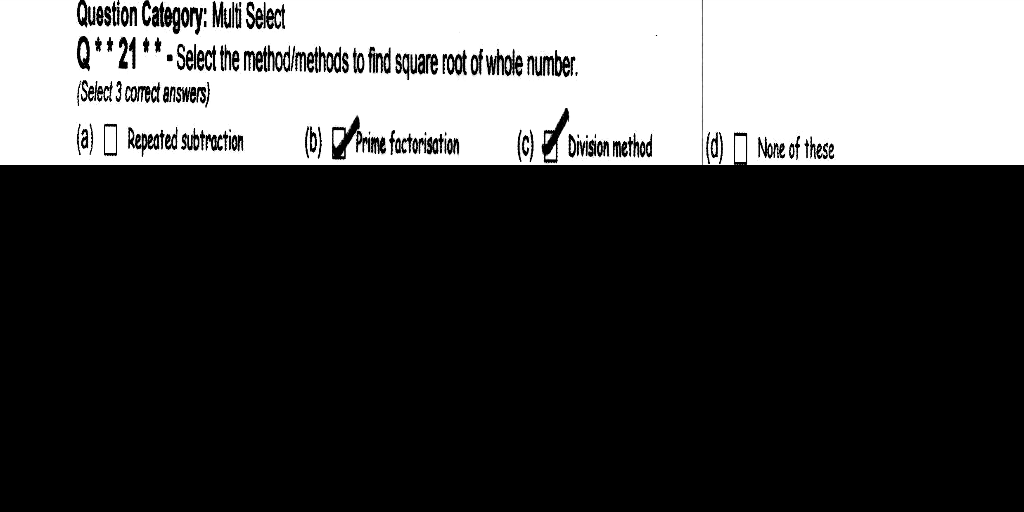 Question Category: Multi Select
Q * * 21 * * - Select the method/methods to find square root of whole number.
(Select 3 correct answers)
(a) Repeated subtraction (b) Prime factorisation (c) Division method (d) None of these